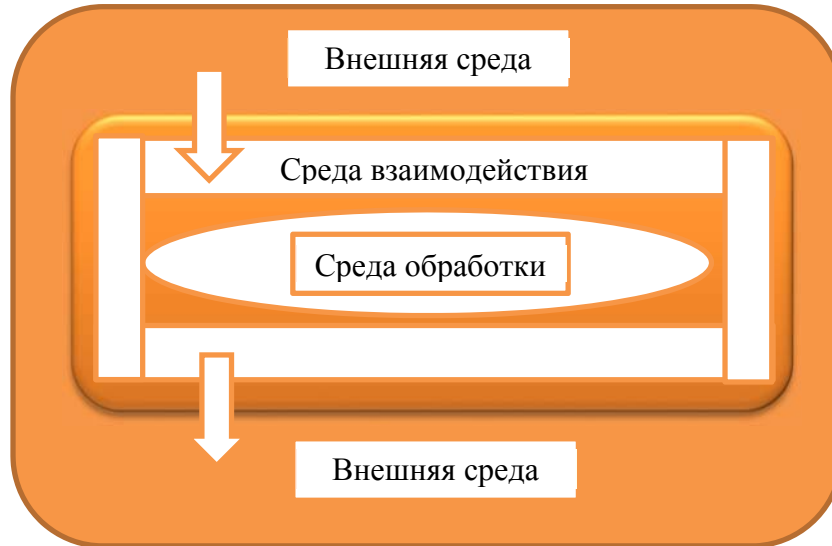 Внешняя среда
Среда взаимодействия
Среда обработки
Внешняя среда